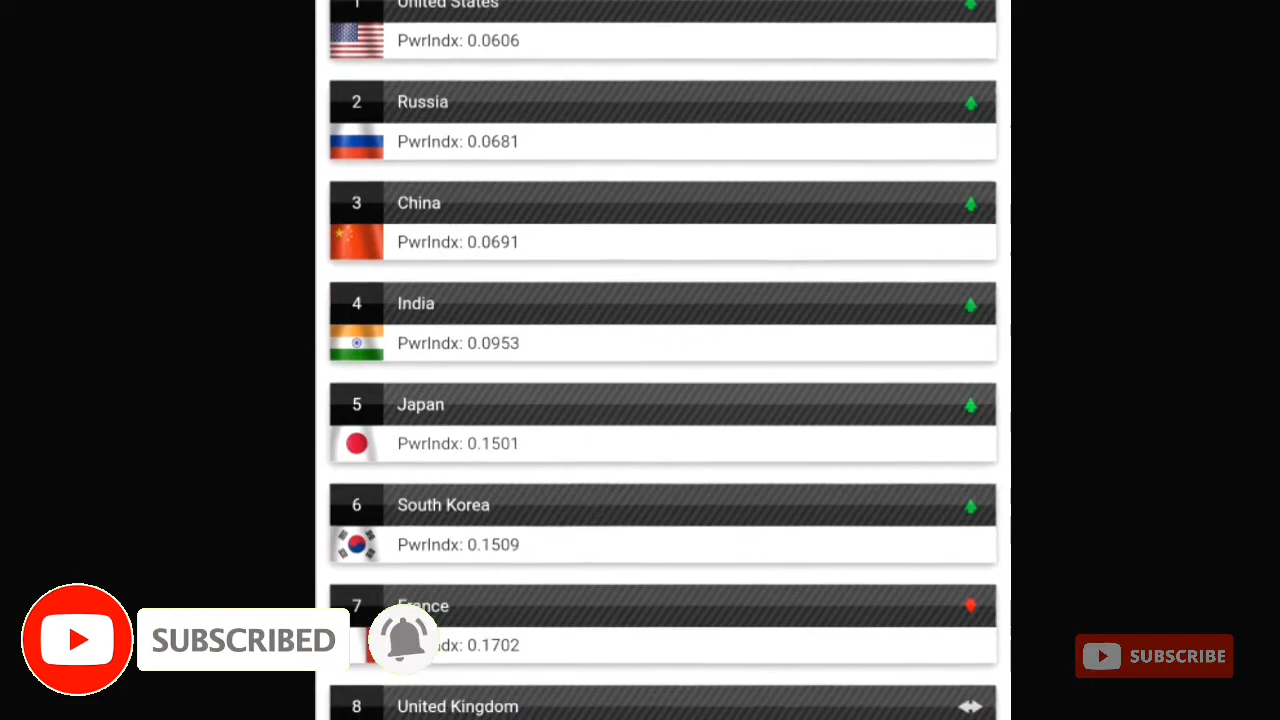 1 United States
PwrIndx: 0.0606
2 Russia
PwrIndx: 0.0681
3 China
PwrIndx: 0.0691
4 India
PwrIndx: 0.0953
5 Japan
PwrIndx: 0.1501
6 South Korea
PwrIndx: 0.1509
7 France
dx: 0.1702
SUBSCRIBED
SUBSCRIBE
8 United Kingdom